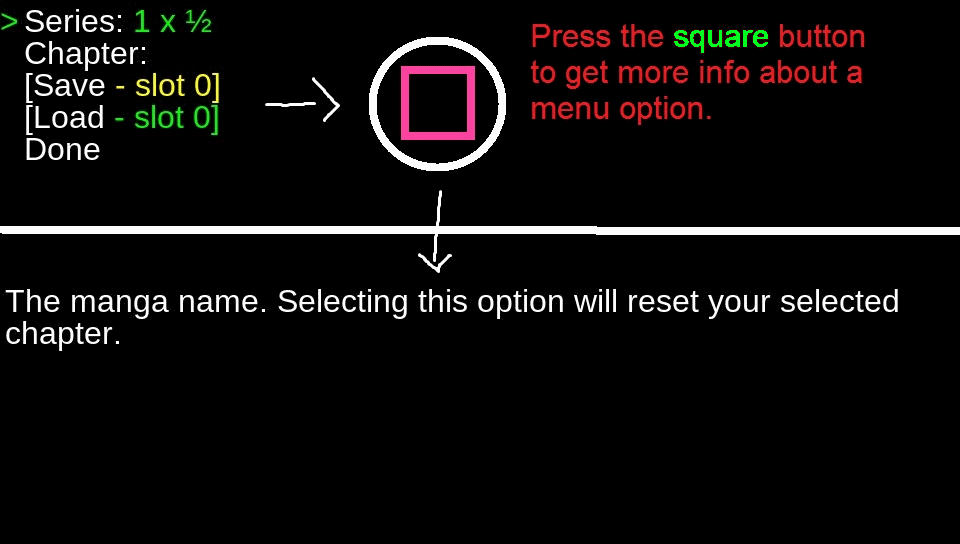 > Series: 1 x ½
Chapter:
[Save - slot 0]
[Load - slot 0]
Done
Press the square button
to get more info about a
menu option.
The manga name. Selecting this option will reset your selected
chapter.